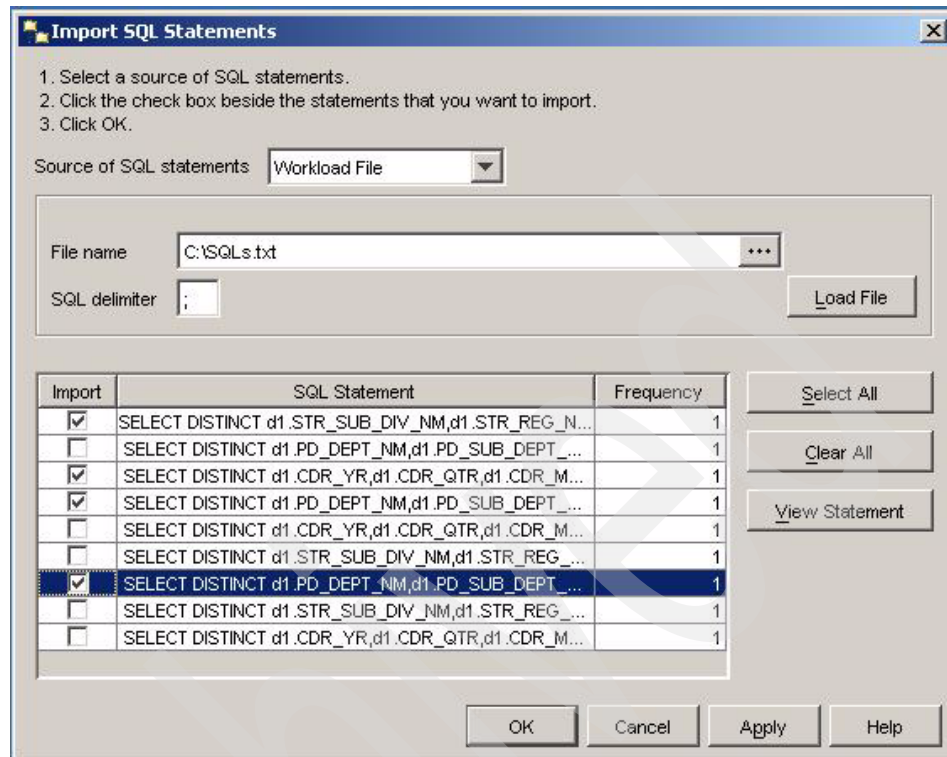 Import SQL Statements
1. Select a source of SQL statements.
2. Click the check box beside the statements that you want to import.
3. Click OK.
Source of SQL statements Workload File
File name C:\SQLs.txt ...
SQL delimiter ; Load File
Import SQL Statement Frequency Select All
SELECT DISTINCT d1.STR_SUB_DIV_NM,d1.STR_REG_N... 1
SELECT DISTINCT d1.PD_DEPT_NM,d1.PD_SUB_DEPT_... 1 Clear All
SELECT DISTINCT d1.CDR_YR,d1.CDR_QTR,d1.CDR_M... 1
SELECT DISTINCT d1.PD_DEPT_NM,d1.PD_SUB_DEPT_... 1 View Statement
SELECT DISTINCT d1.CDR_YR,d1.CDR_QTR,d1.CDR_M... 1
SELECT DISTINCT d1.STR_SUB_DIV_NM,d1.STR_REG_... 1
SELECT DISTINCT d1.PD_DEPT_NM,d1.PD_SUB_DEPT_... 1
SELECT DISTINCT d1.STR_SUB_DIV_NM,d1.STR_REG_... 1
SELECT DISTINCT d1.CDR_YR,d1.CDR_QTR,d1.CDR_M... 1
OK Cancel Apply Help